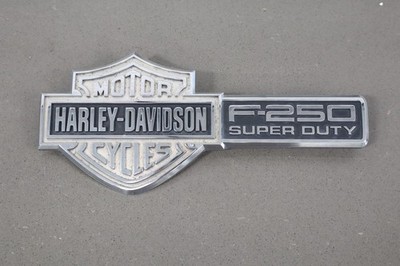 MOTOR
HARLEY-DAVIDSON
CYCLES
F-250
SUPER DUTY